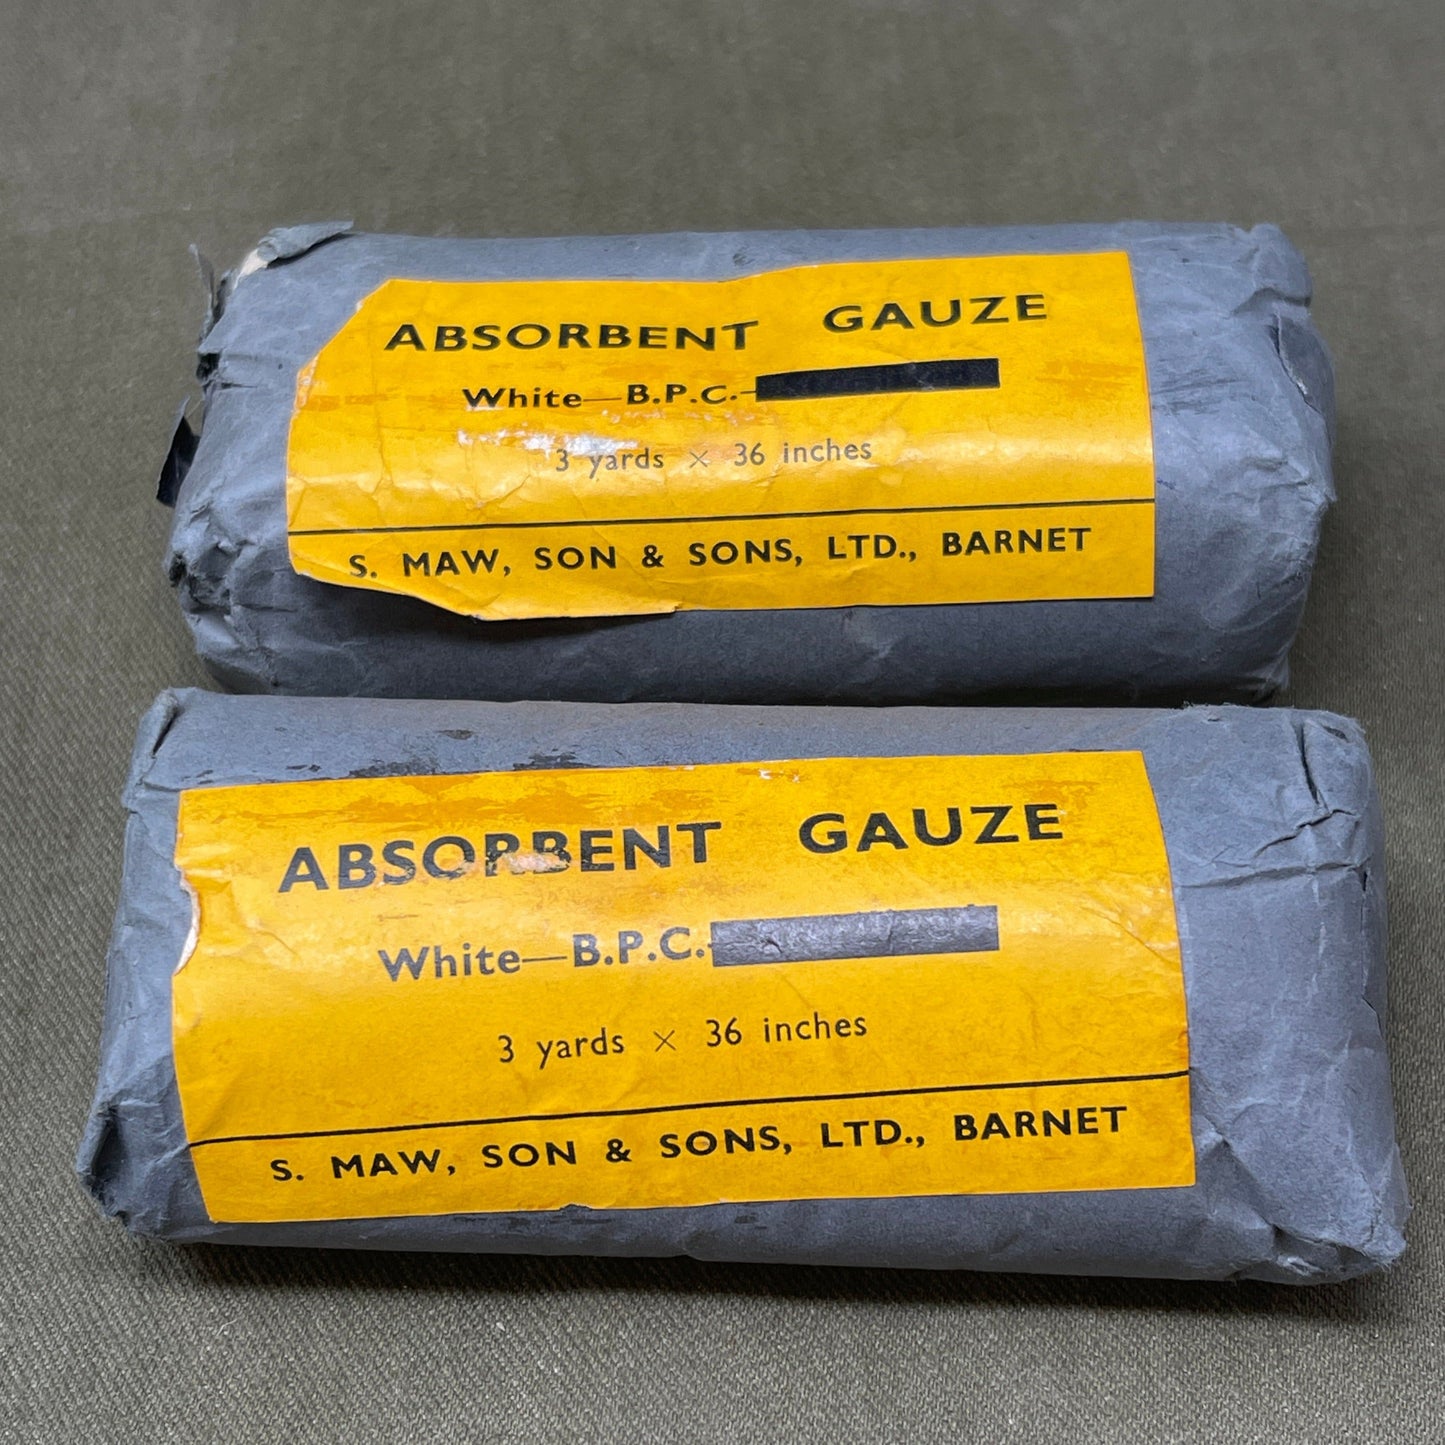 ABSORBENT GAUZE
White—B.P.C.-
3 yards × 36 inches
S. MAW, SON & SONS, LTD., BARNET
ABSORBENT GAUZE
White—B.P.C.-
3 yards × 36 inches
S. MAW, SON & SONS, LTD., BARNET